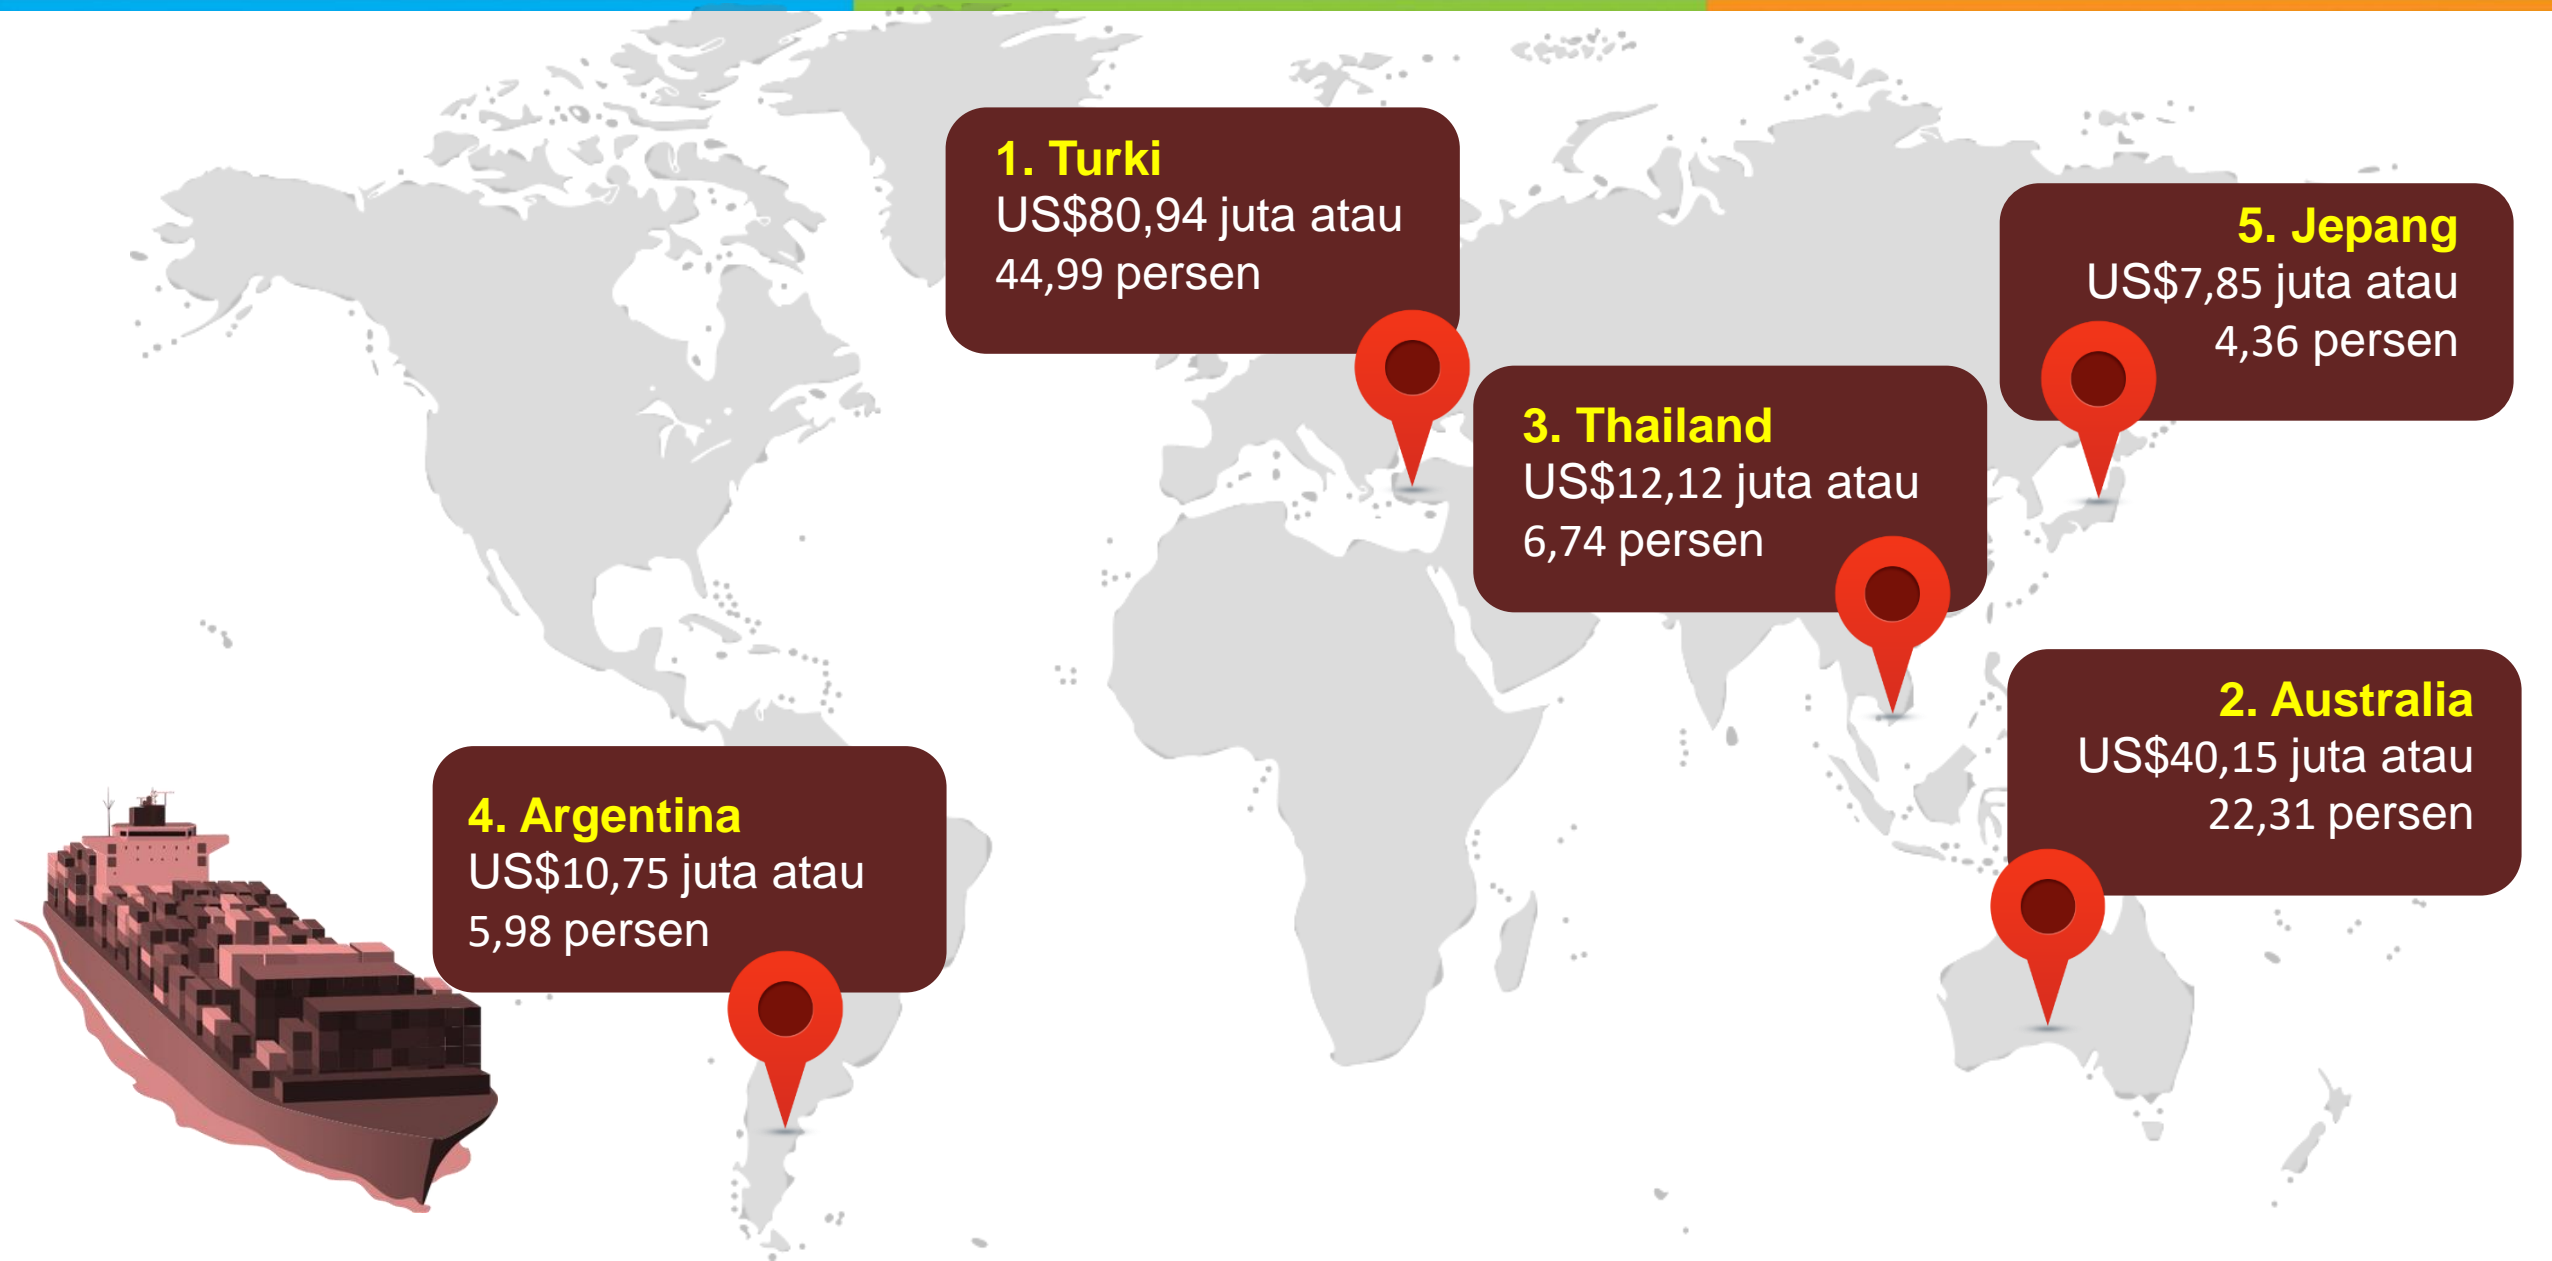 1. Turki
US$80,94 juta atau
44,99 persen
5. Jepang
US$7,85 juta atau
4,36 persen
3. Thailand
US$12,12 juta atau
6,74 persen
2. Australia
US$40,15 juta atau
22,31 persen
4. Argentina
US$10,75 juta atau
5,98 persen